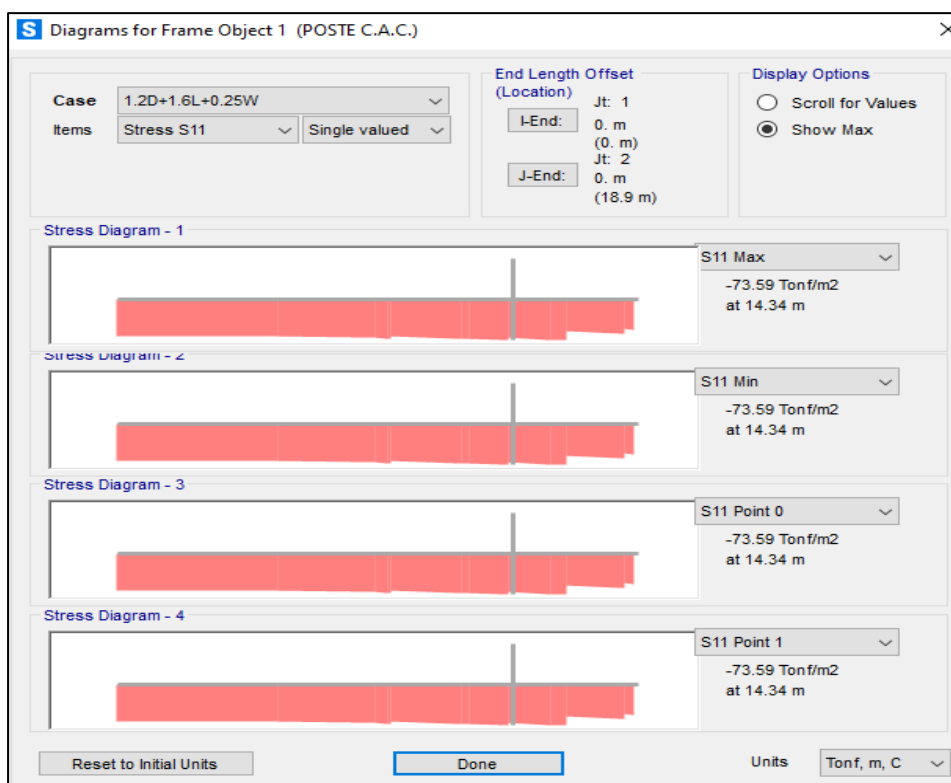 S Diagrams for Frame Object 1 (POSTE C.A.C.)
Case 1.2D+1.6L+0.25W
Items Stress S11 Single valued
End Length Offset
(Location)
I-End: Jt: 1
0. m
(0. m)
J-End: Jt: 2
0. m
(18.9 m)
Display Options
Scroll for Values
Show Max
Stress Diagram - 1
S11 Max
-73.59 Tonf/m2
at 14.34 m
Stress Diagram - 2
S11 Min
-73.59 Tonf/m2
at 14.34 m
Stress Diagram - 3
S11 Point 0
-73.59 Tonf/m2
at 14.34 m
Stress Diagram - 4
S11 Point 1
-73.59 Tonf/m2
at 14.34 m
Reset to Initial Units Done Units Tonf, m, C